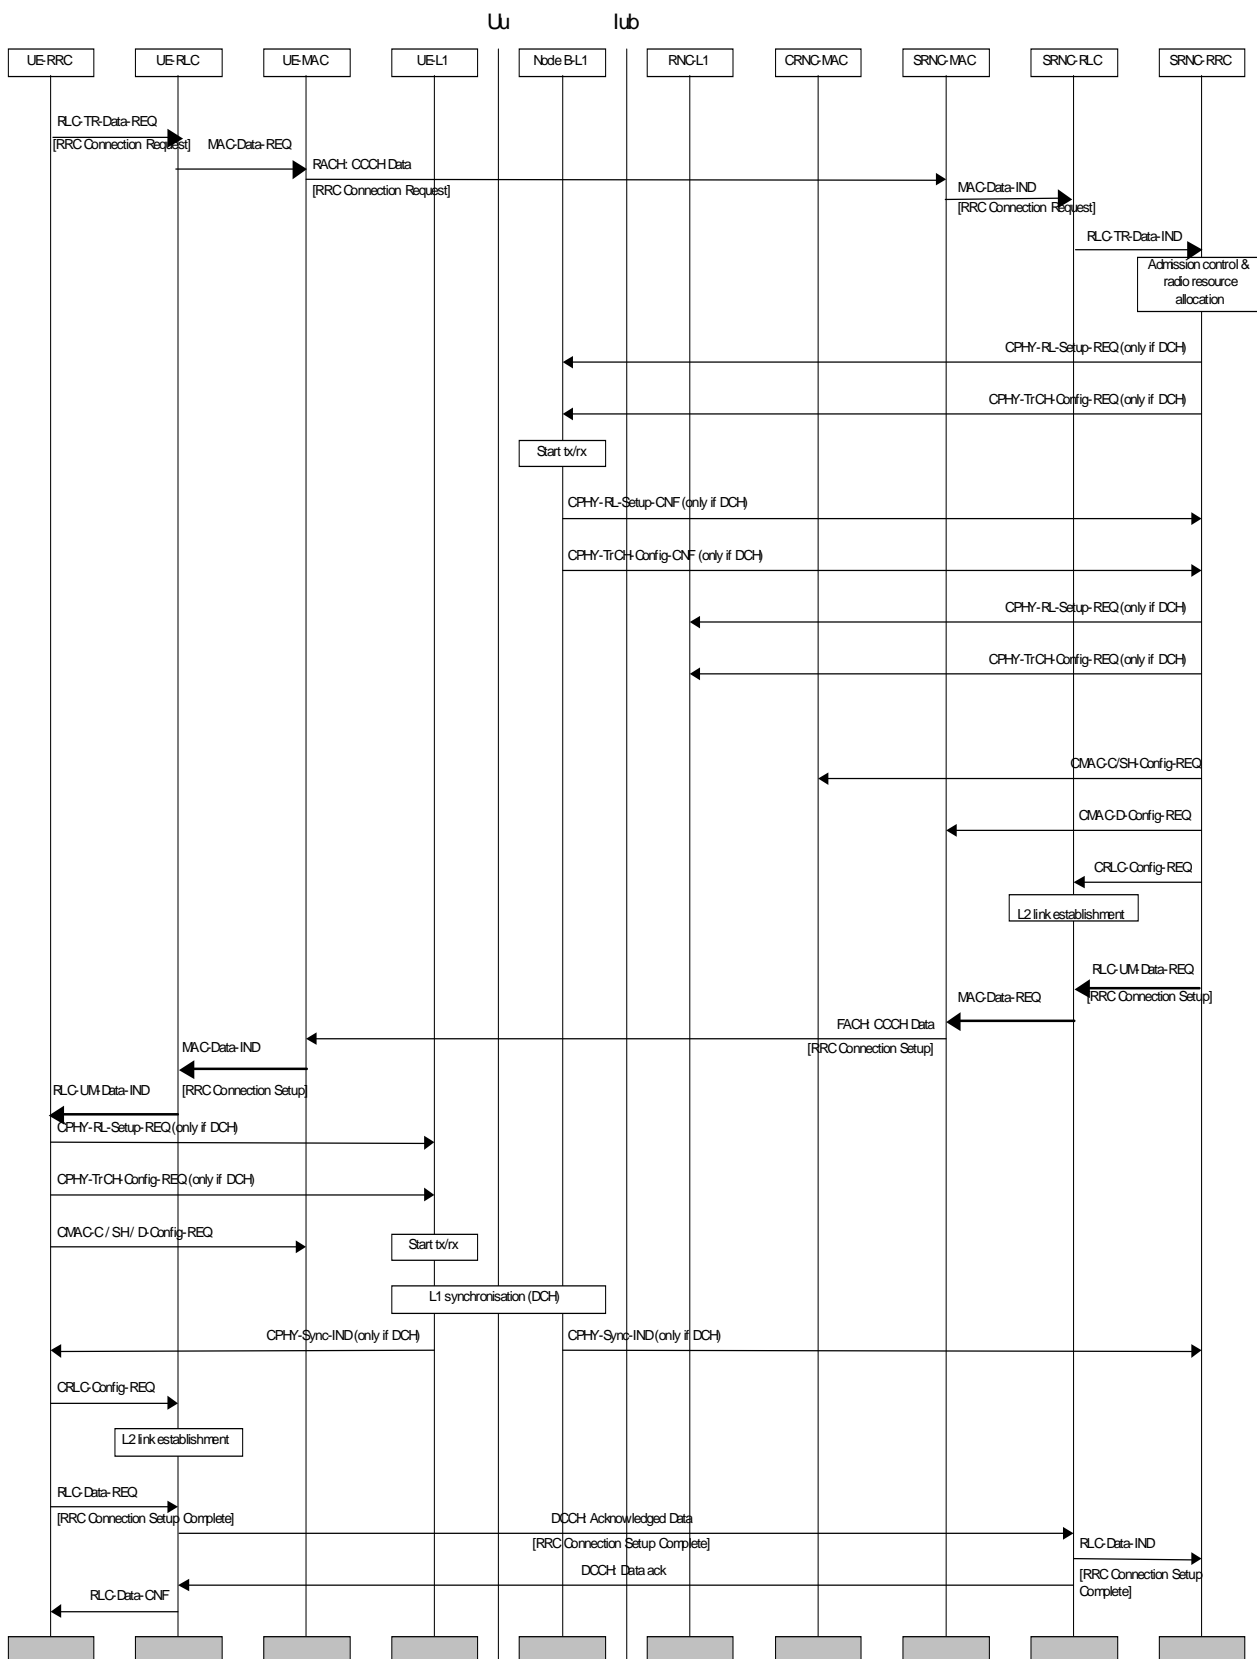 Uu
Iub
UE-RRC
UE-RLC
UE-MAC
UE-L1
Node B-L1
RNC-L1
CRNC-MAC
SRNC-MAC
SRNC-RLC
SRNC-RRC
RLC-TR-Data-REQ
[RRC Connection Request]
MAC-Data-REQ
RACH: CCCH Data
[RRC Connection Request]
MAC-Data-IND
[RRC Connection Request]
RLC-TR-Data-IND
Admission control &
radio resource
allocation
CPHY-RL-Setup-REQ (only if DCH)
CPHY-TrCH-Config-REQ (only if DCH)
Start tx/rx
CPHY-RL-Setup-CNF (only if DCH)
CPHY-TrCH-Config-CNF (only if DCH)
CPHY-RL-Setup-REQ (only if DCH)
CPHY-TrCH-Config-REQ (only if DCH)
CMAC-C/SH-Config-REQ
CMAC-D-Config-REQ
CRLC-Config-REQ
L2 link establishment
RLC-UM-Data-REQ
[RRC Connection Setup]
MAC-Data-REQ
FACH: CCCH Data
[RRC Connection Setup]
MAC-Data-IND
[RRC Connection Setup]
RLC-UM-Data-IND
CPHY-RL-Setup-REQ (only if DCH)
CPHY-TrCH-Config-REQ (only if DCH)
CMAC-C / SH / D-Config-REQ
Start tx/rx
L1 synchronisation (DCH)
CPHY-Sync-IND (only if DCH)
CPHY-Sync-IND (only if DCH)
CRLC-Config-REQ
L2 link establishment
RLC-Data-REQ
[RRC Connection Setup Complete]
DCCH: Acknowledged Data
[RRC Connection Setup Complete]
RLC-Data-IND
[RRC Connection Setup
Complete]
DCCH: Data ack
RLC-Data-CNF